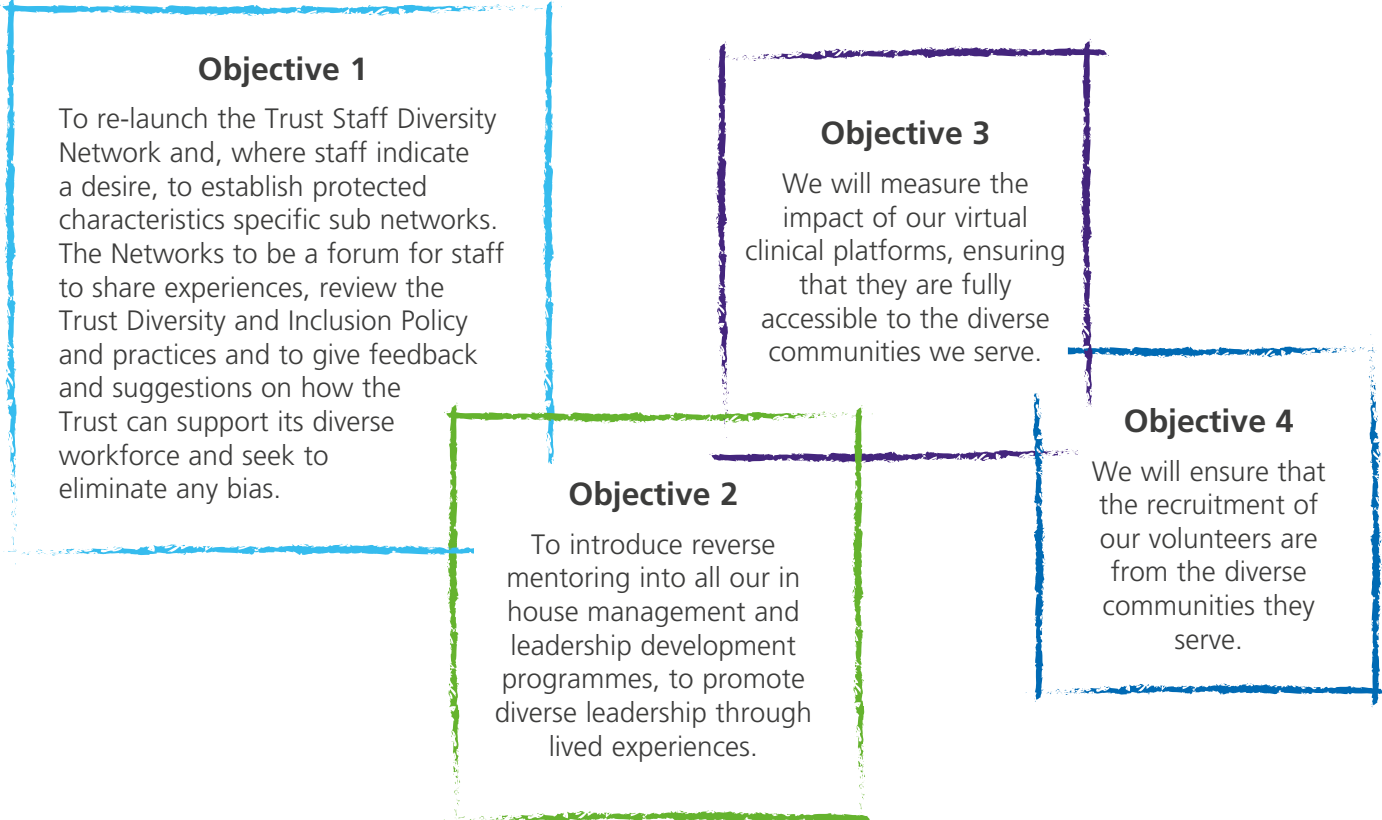 Objective 1
To re-launch the Trust Staff Diversity
Network and, where staff indicate
a desire, to establish protected
characteristics specific sub networks.
The Networks to be a forum for staff
to share experiences, review the
Trust Diversity and Inclusion Policy
and practices and to give feedback
and suggestions on how the
Trust can support its diverse
workforce and seek to
eliminate any bias.
Objective 2
To introduce reverse
mentoring into all our in
house management and
leadership development
programmes, to promote
diverse leadership through
lived experiences.
Objective 3
We will measure the
impact of our virtual
clinical platforms, ensuring
that they are fully
accessible to the diverse
communities we serve.
Objective 4
We will ensure that
the recruitment of
our volunteers are
from the diverse
communities they
serve.